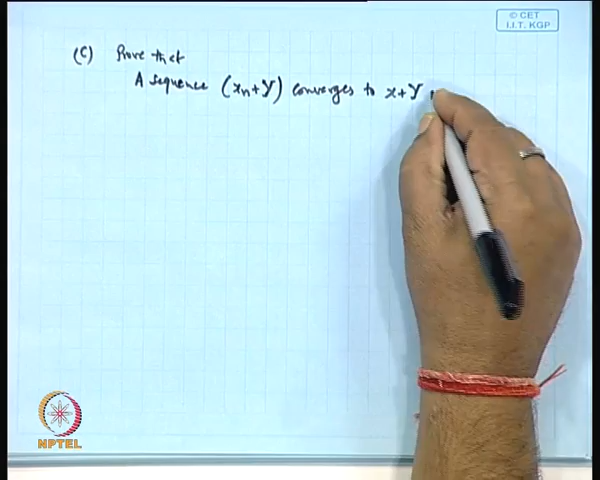 © CET
I.I.T. KGP
(C) Prove that
A sequence (xn+y) converges to x+y
NPTEL